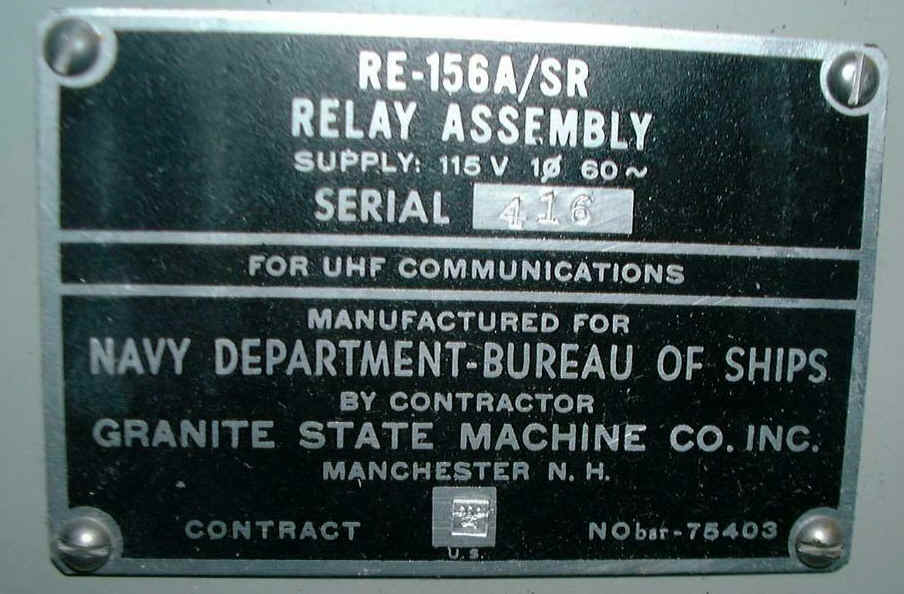 RE-156A/SR
RELAY ASSEMBLY
SUPPLY: 115 V 1ø 60~
SERIAL 416
FOR UHF COMMUNICATIONS
MANUFACTURED FOR
NAVY DEPARTMENT-BUREAU OF SHIPS
BY CONTRACTOR
GRANITE STATE MACHINE CO. INC.
MANCHESTER N. H.
CONTRACT NObsr-75403
U.S.